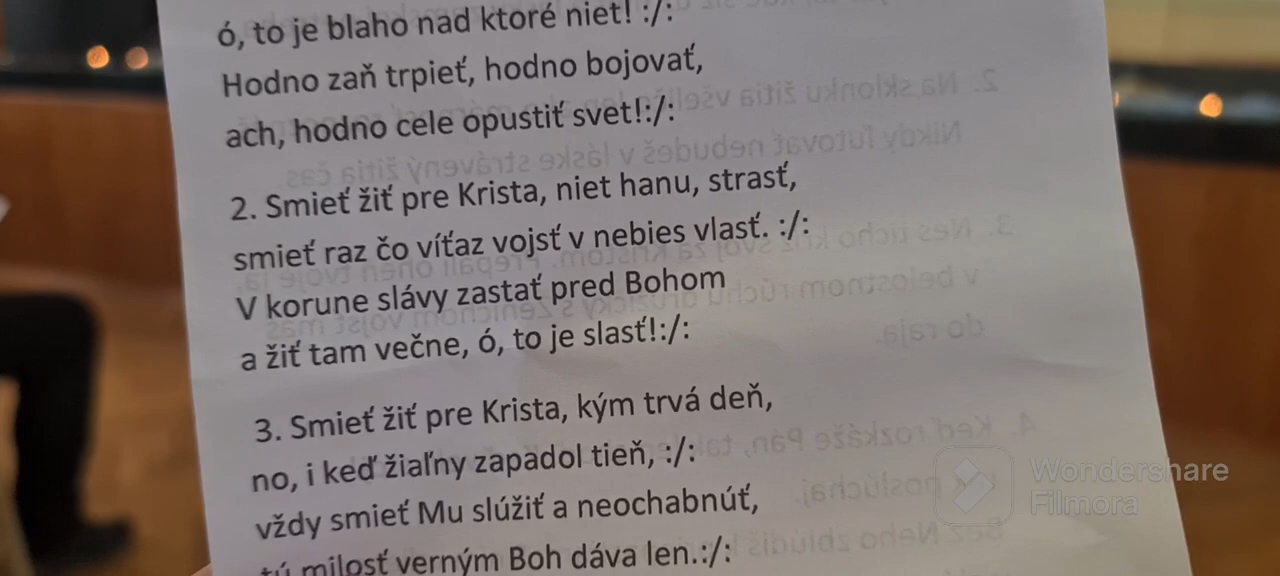 ó, to je blaho nad ktoré niet! :/:
Hodno zaň trpieť, hodno bojovať,
ach, hodno cele opustiť svet!:/:
2. Smieť žiť pre Krista, niet hanu, strasť,
smieť raz čo víťaz vojsť v nebies vlasť. :/:
V korune slávy zastať pred Bohom
a žiť tam večne, ó, to je slasť!:/:
3. Smieť žiť pre Krista, kým trvá deň,
no, i keď žiaľny zapadol tieň, :/:
vždy smieť Mu slúžiť a neochabnúť,
tú milosť verným Boh dáva len.:/:
Wondershare
Filmora